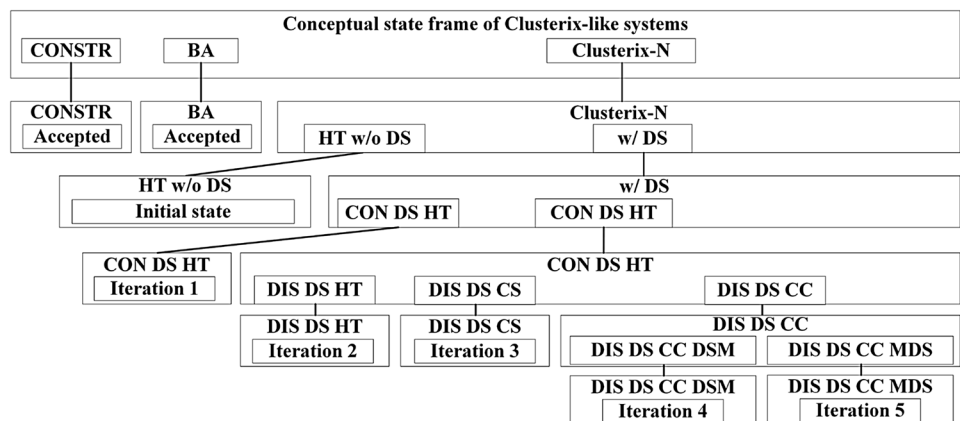 Conceptual state frame of Clusterix-like systems
CONSTR BA Clusterix-N
CONSTR BA Clusterix-N
Accepted Accepted HT w/o DS w/ DS
HT w/o DS w/ DS
Initial state CON DS HT CON DS HT
CON DS HT CON DS HT
Iteration 1 DIS DS HT DIS DS CS DIS DS CC
DIS DS HT DIS DS CS DIS DS CC
Iteration 2 Iteration 3 DIS DS CC DSM DIS DS CC MDS
DIS DS CC DSM DIS DS CC MDS
Iteration 4 Iteration 5